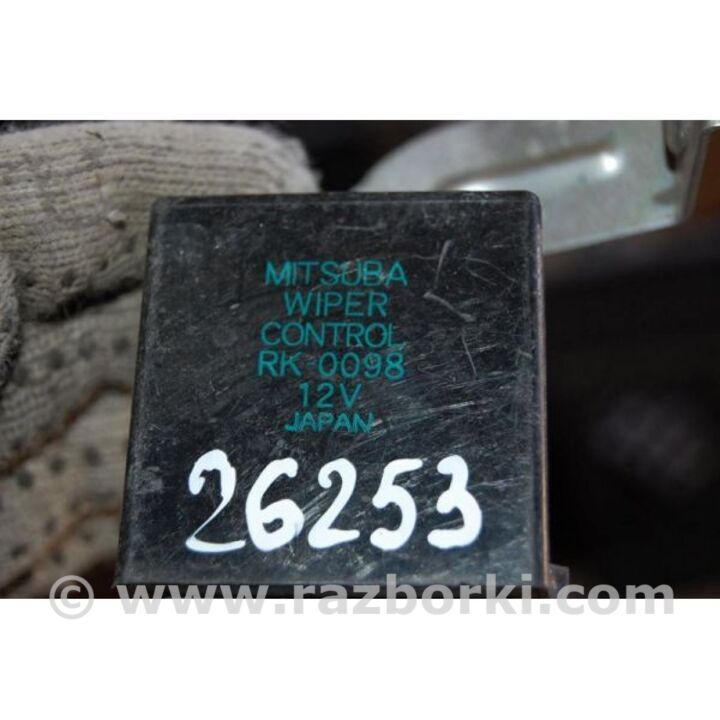 MITSUBA
WIPER
CONTROL
RK-0098
12V
JAPAN
26253
© www.razborki.com